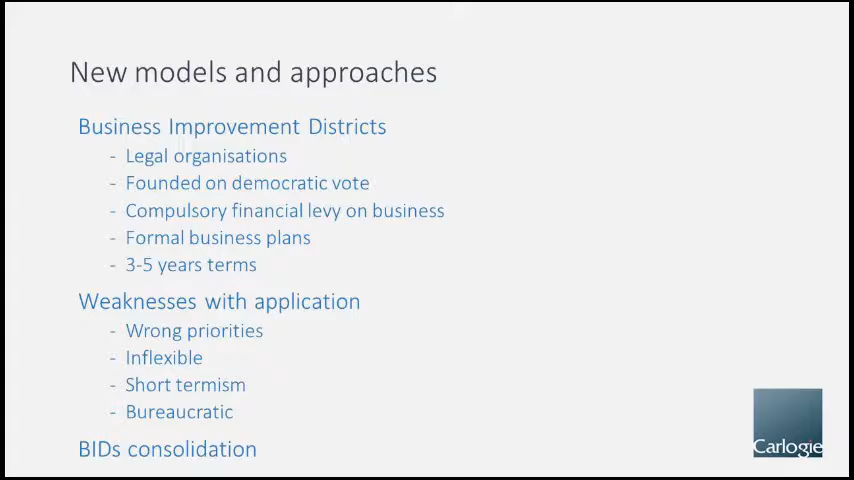 New models and approaches
Business Improvement Districts
- Legal organisations
- Founded on democratic vote
- Compulsory financial levy on business
- Formal business plans
- 3-5 years terms
Weaknesses with application
- Wrong priorities
- Inflexible
- Short termism
- Bureaucratic
BIDs consolidation
Carlogie